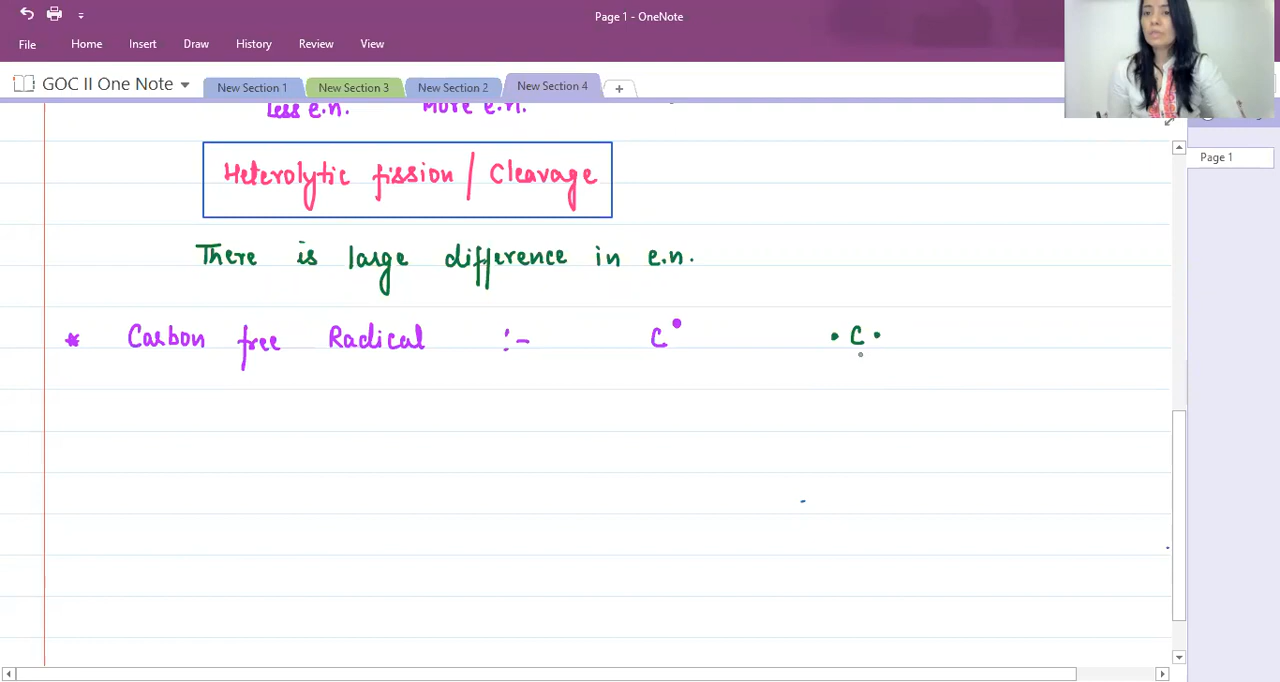 Page 1 - OneNote
File Home Insert Draw History Review View
GOC II One Note New Section 1 New Section 3 New Section 2 New Section 4 +
Page 1
Less e.n. More e.n.
Heterolytic fission / Cleavage
There is large difference in e.n.
* Carbon free Radical :- C• •C•